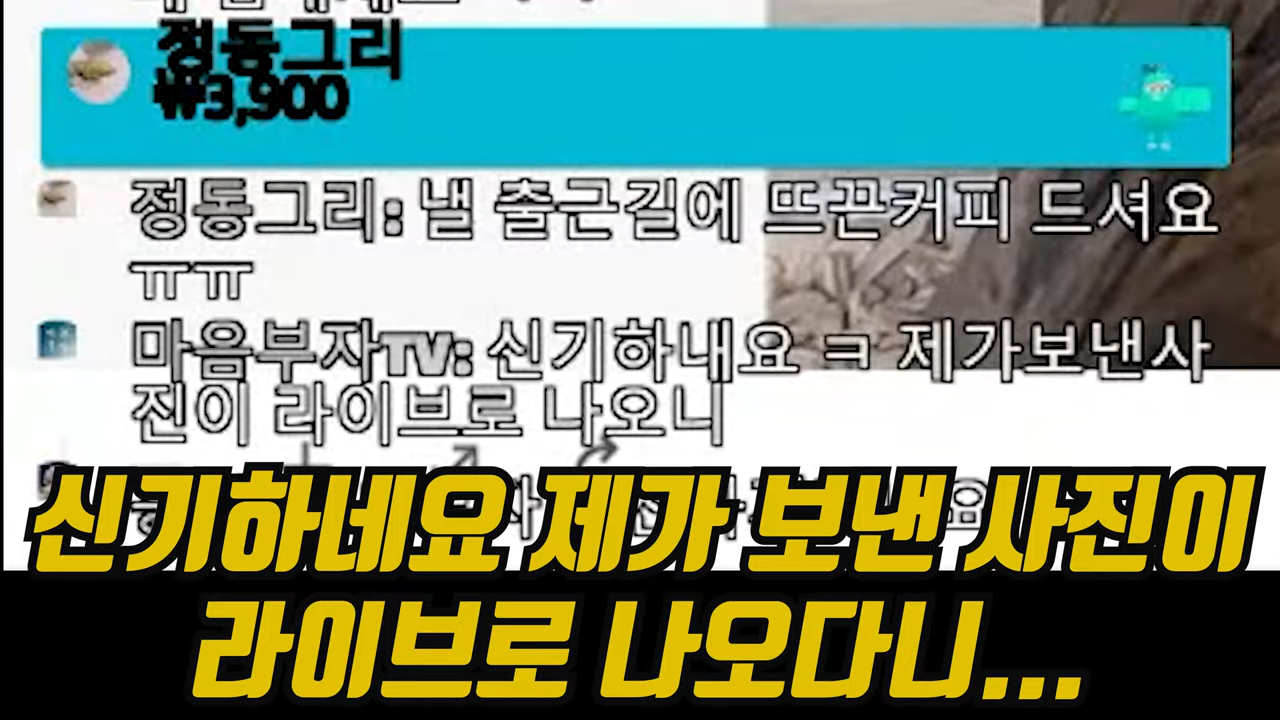 정동그리
₩3,900
정동그리: 낼 출근길에 뜨끈커피 드셔요
ㅠㅠ
마음부자TV: 신기하내요 ㅋ 제가보낸사
진이 라이브로 나오니
신기하네요 제가 보낸 사진이
라이브로 나오다니...